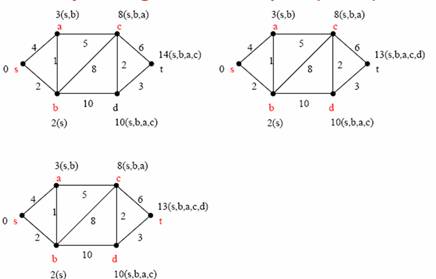 3(s,b) 8(s,b,a)
a c
4 5 6
14(s,b,a,c)
0 s 1 8 2 t
2 3
b 10 d
2(s) 10(s,b,a,c)
3(s,b) 8(s,b,a)
a c
4 5 6
13(s,b,a,c,d)
0 s 1 8 2 t
2 3
b 10 d
2(s) 10(s,b,a,c)
3(s,b) 8(s,b,a)
a c
4 5 6
13(s,b,a,c,d)
0 s 1 8 2 t
2 3
b 10 d
2(s) 10(s,b,a,c)